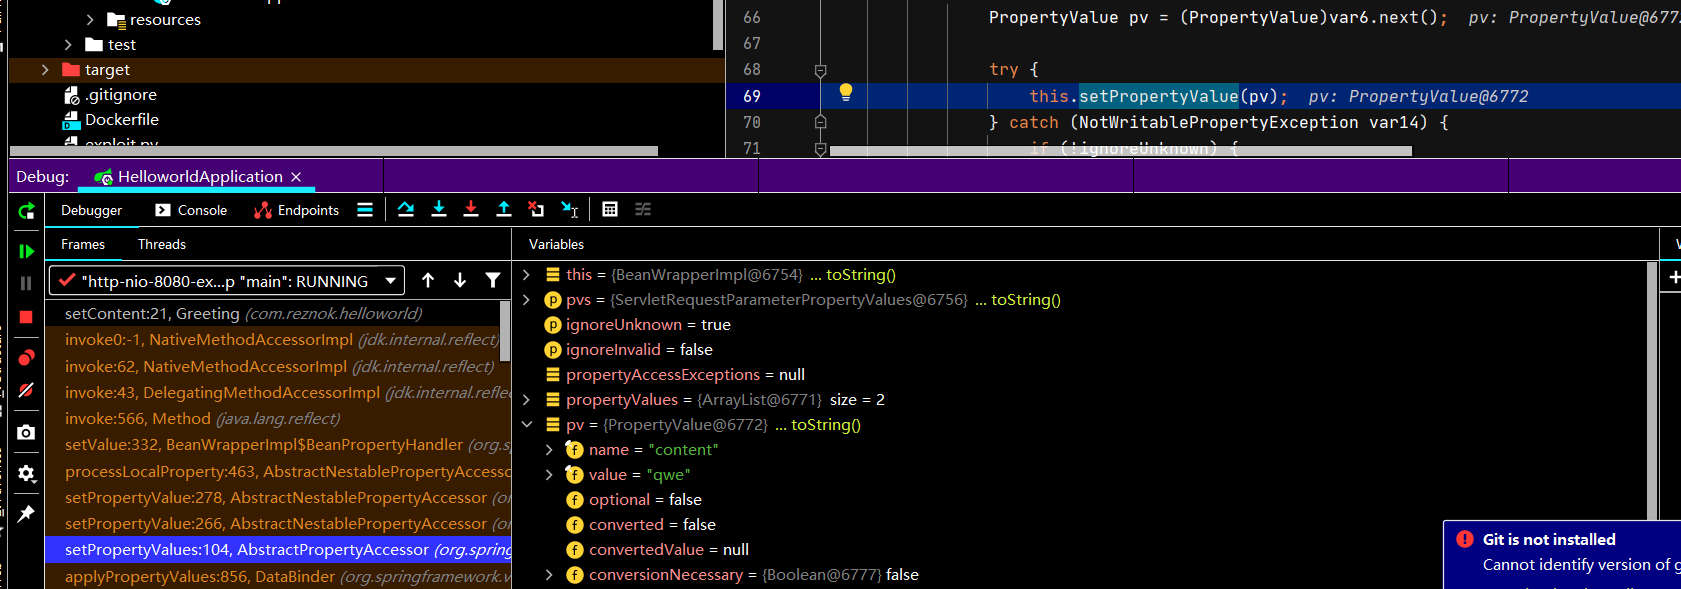 resources
test
target
.gitignore
Dockerfile
exploit.py
66 PropertyValue pv = (PropertyValue)var6.next(); pv: PropertyValue@677
67
68 try {
69 this.setPropertyValue(pv); pv: PropertyValue@6772
70 } catch (NotWritablePropertyException var14) {
71 if (!ignoreUnknown) {
Debug: HelloworldApplication
Debugger Console Endpoints
Frames Threads
"http-nio-8080-ex...p "main": RUNNING
setContent:21, Greeting (com.reznok.helloworld)
invoke0:-1, NativeMethodAccessorImpl (jdk.internal.reflect)
invoke:62, NativeMethodAccessorImpl (jdk.internal.reflect)
invoke:43, DelegatingMethodAccessorImpl (jdk.internal.refle
invoke:566, Method (java.lang.reflect)
setValue:332, BeanWrapperImpl$BeanPropertyHandler (org.s
processLocalProperty:463, AbstractNestablePropertyAccesso
setPropertyValue:278, AbstractNestablePropertyAccessor (o
setPropertyValue:266, AbstractNestablePropertyAccessor (o
setPropertyValues:104, AbstractPropertyAccessor (org.spring
applyPropertyValues:856, DataBinder (org.springframework.v
Variables
this = {BeanWrapperImpl@6754} ... toString()
pvs = {ServletRequestParameterPropertyValues@6756} ... toString()
ignoreUnknown = true
ignoreInvalid = false
propertyAccessExceptions = null
propertyValues = {ArrayList@6771} size = 2
pv = {PropertyValue@6772} ... toString()
name = "content"
value = "qwe"
optional = false
converted = false
convertedValue = null
conversionNecessary = {Boolean@6777} false
Git is not installed
Cannot identify version of g